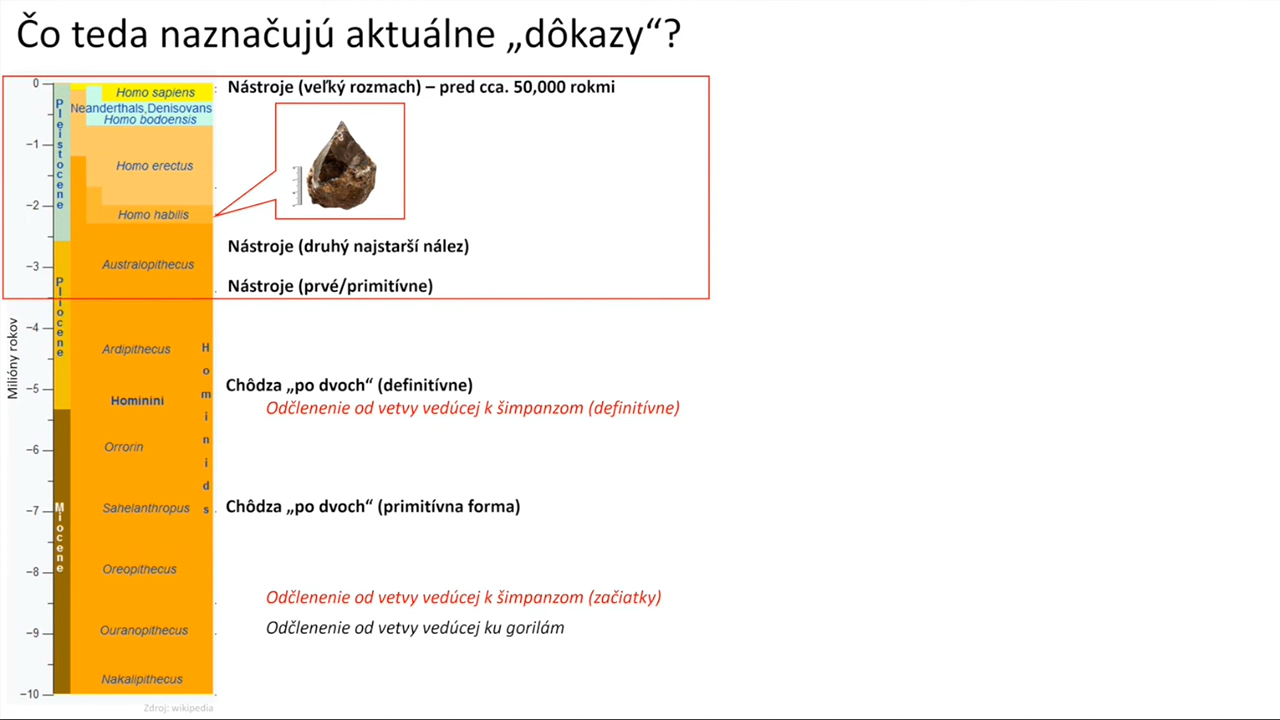 Čo teda naznačujú aktuálne „dôkazy“?
0
Homo sapiens
Nástroje (veľký rozmach) – pred cca. 50,000 rokmi
Neanderthals,Denisovans
Homo bodoensis
Pleistocene
−1
Homo erectus
−2
Homo habilis
Nástroje (druhý najstarší nález)
−3
Australopithecus
Nástroje (prvé/primitívne)
Pliocene
−4
Ardipithecus
Hominids
Milióny rokov
−5
Chôdza „po dvoch“ (definitívne)
Hominini
Odčlenenie od vetvy vedúcej k šimpanzom (definitívne)
−6
Orrorin
−7
Sahelanthropus
Chôdza „po dvoch“ (primitívna forma)
Miocene
−8
Oreopithecus
Odčlenenie od vetvy vedúcej k šimpanzom (začiatky)
−9
Ouranopithecus
Odčlenenie od vetvy vedúcej ku gorilám
Nakalipithecus
−10
Zdroj: wikipedia